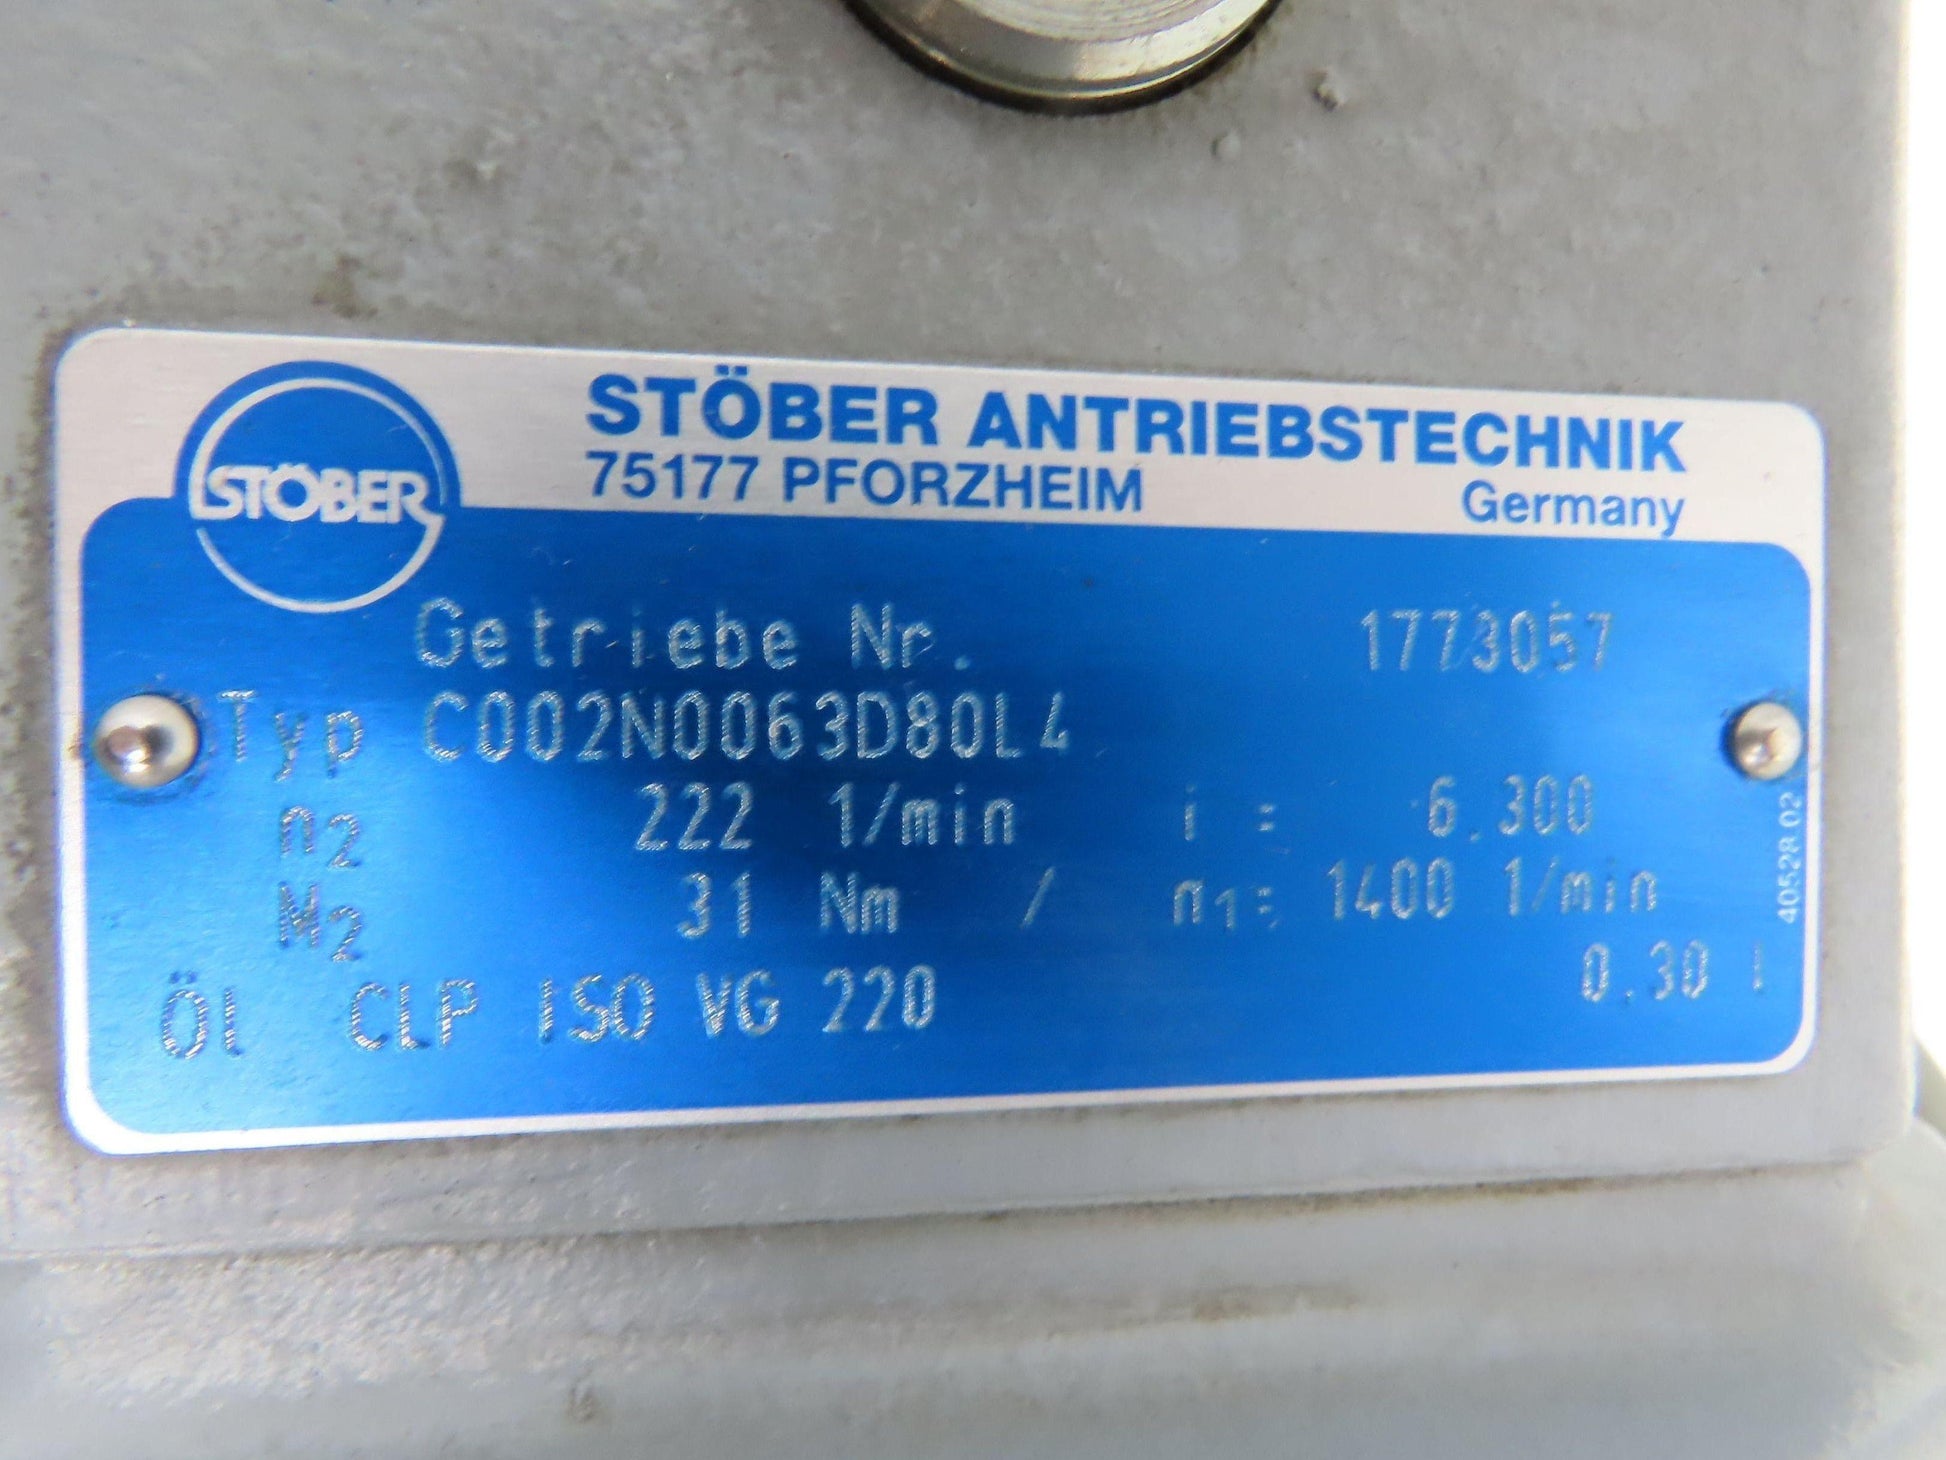 STÖBER
STÖBER ANTRIEBSTECHNIK
75177 PFORZHEIM Germany
Getriebe Nr. 1773057
Typ C002N0063D80L4
n2 222 1/min i = 6.300
M2 31 Nm / n1= 1400 1/min
Öl CLP ISO VG 220 0.30 l
40528.02